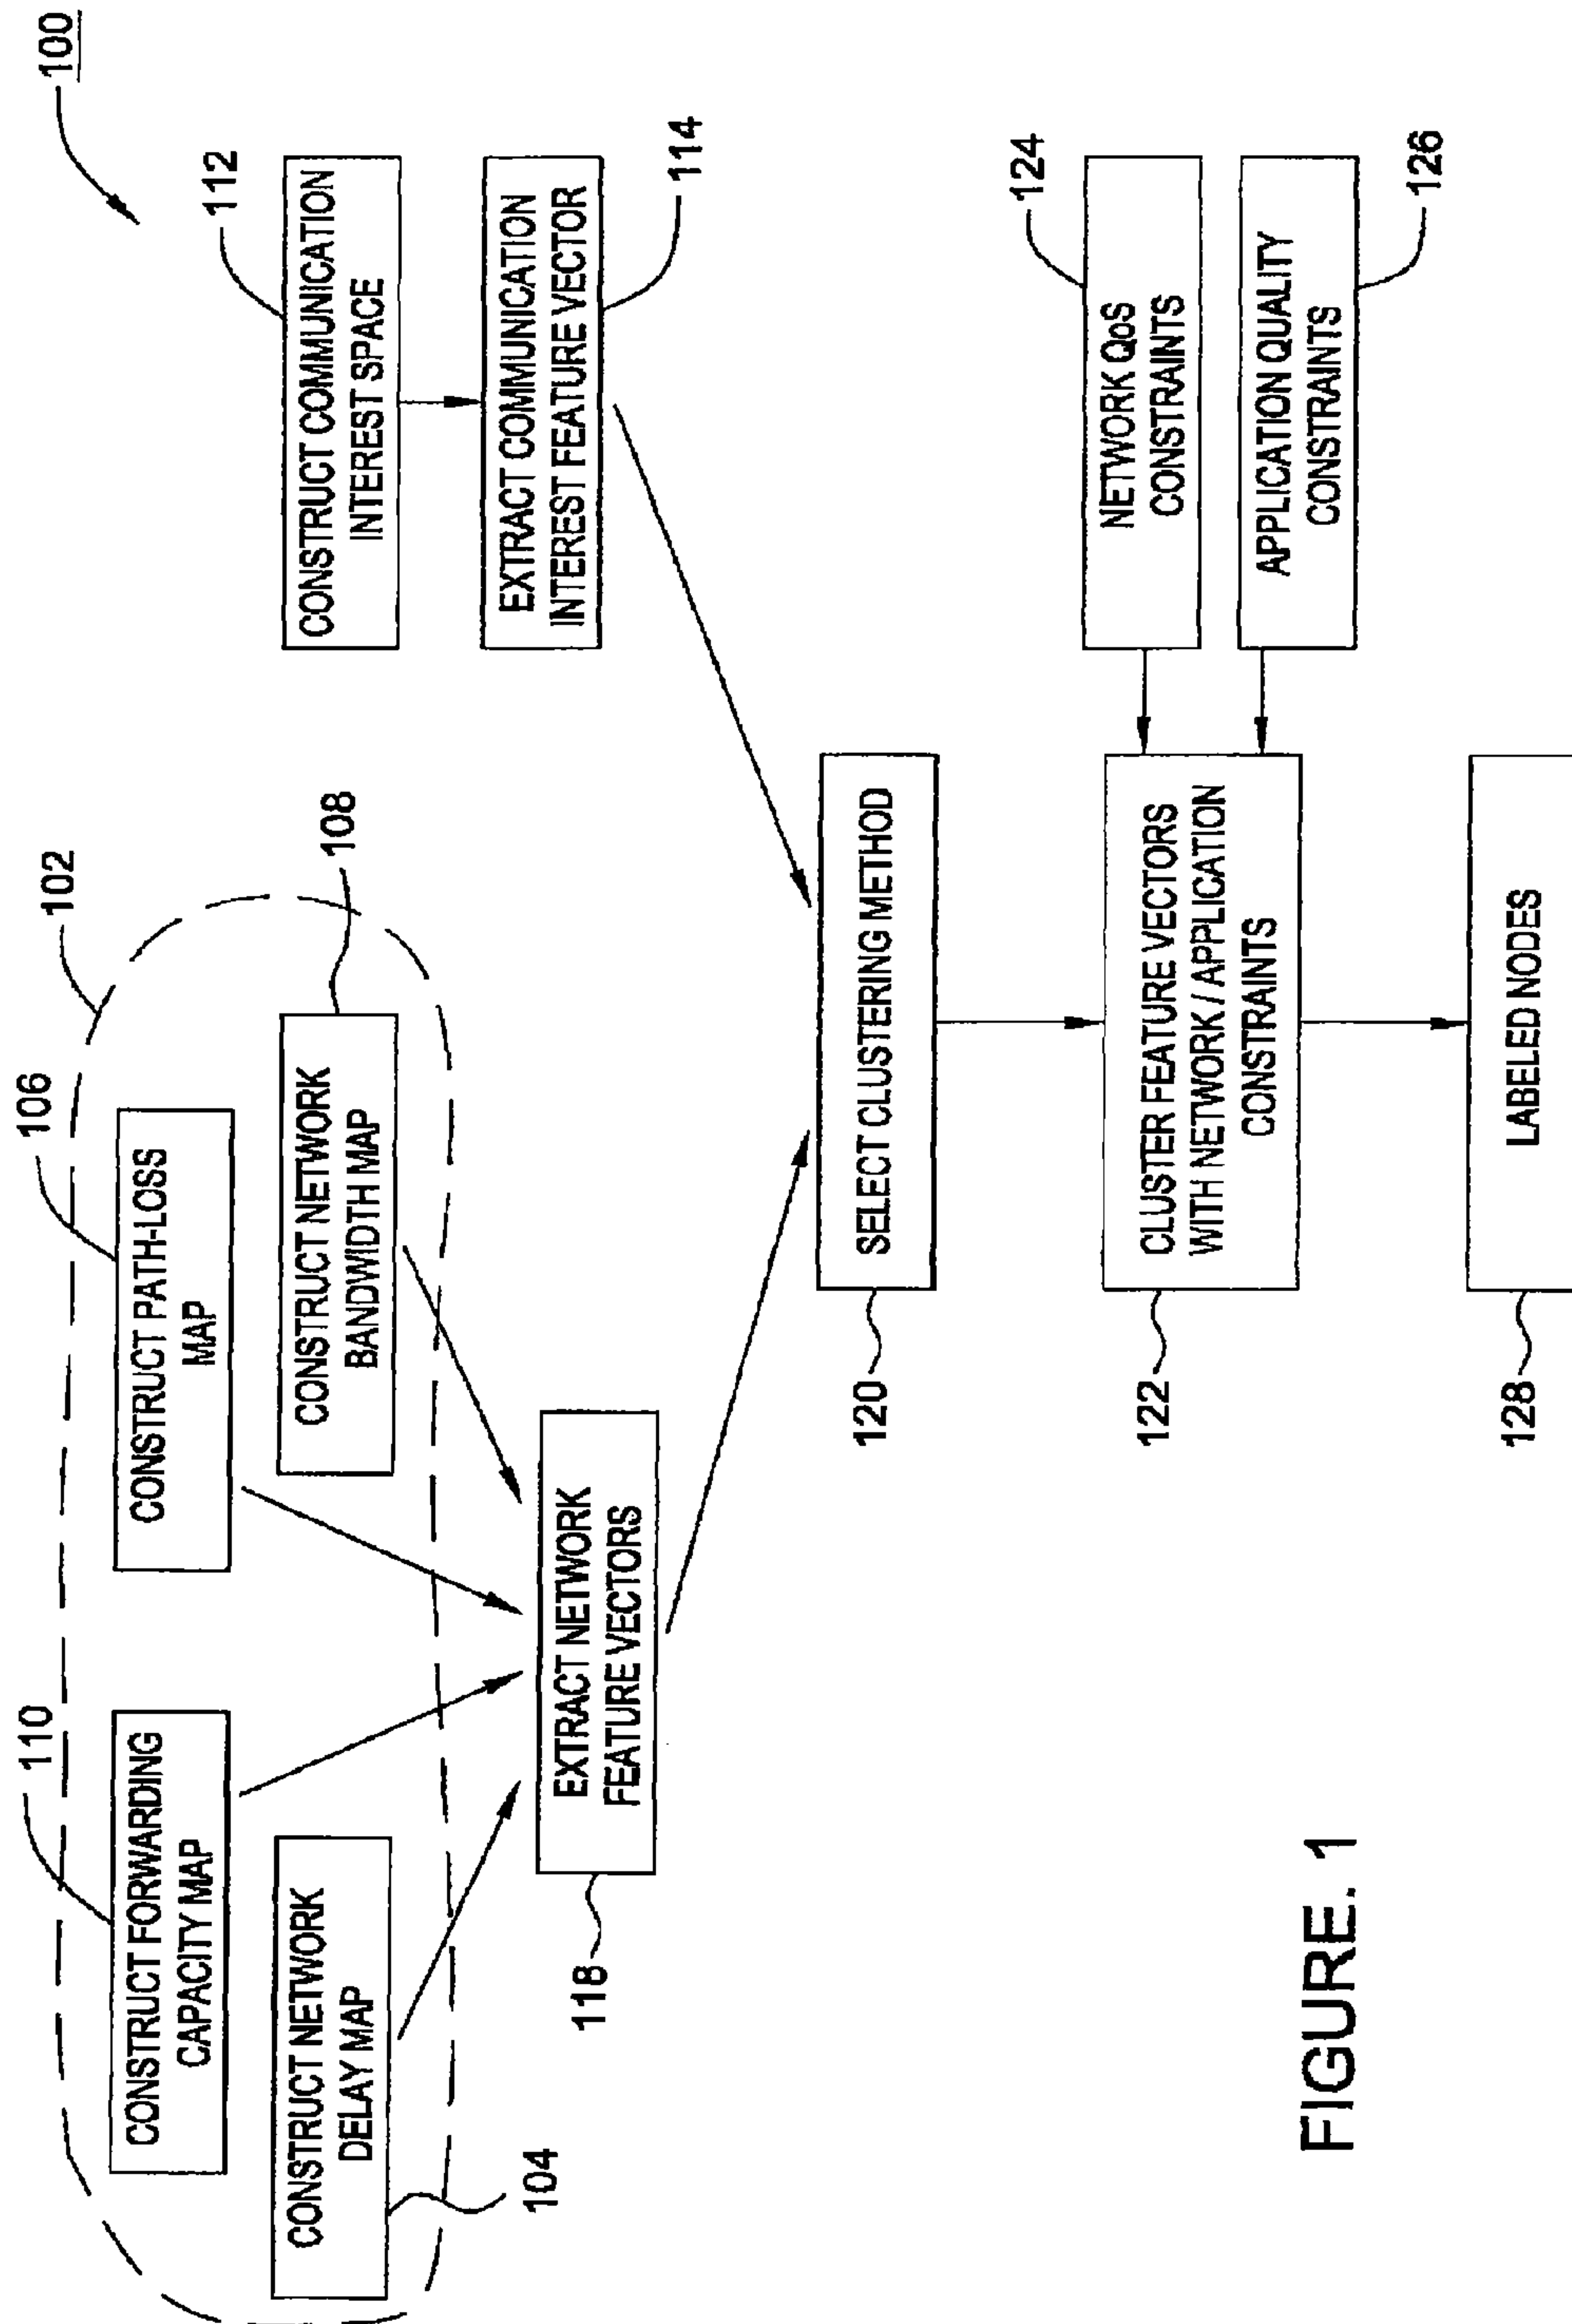 100
102
110
CONSTRUCT FORWARDING
CAPACITY MAP
106
CONSTRUCT PATH-LOSS
MAP
CONSTRUCT NETWORK
DELAY MAP
104
CONSTRUCT NETWORK
BANDWIDTH MAP
108
112
CONSTRUCT COMMUNICATION
INTEREST SPACE
EXTRACT COMMUNICATION
INTEREST FEATURE VECTOR
114
EXTRACT NETWORK
FEATURE VECTORS
118
SELECT CLUSTERING METHOD
120
CLUSTER FEATURE VECTORS
WITH NETWORK / APPLICATION
CONSTRAINTS
122
NETWORK QoS
CONSTRAINTS
124
APPLICATION QUALITY
CONSTRAINTS
126
LABELED NODES
128
FIGURE. 1